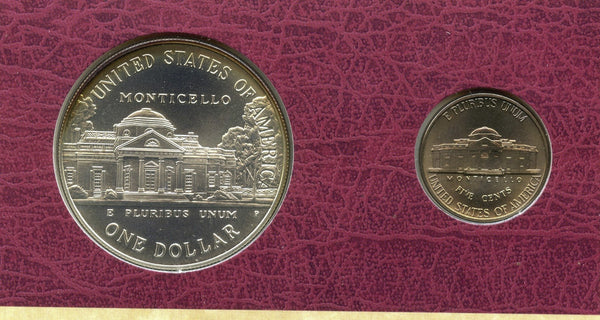 UNITED STATES OF AMERICA
MONTICELLO
E PLURIBUS UNUM P
ONE DOLLAR
E PLURIBUS UNUM
MONTICELLO
FIVE CENTS
UNITED STATES OF AMERICA